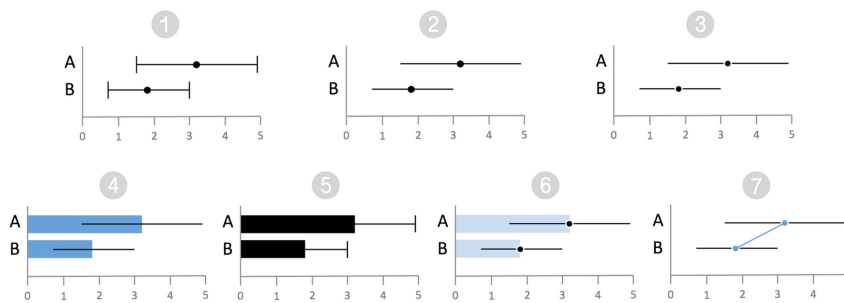 1 2 3
A A A
B B B
0 1 2 3 4 5 0 1 2 3 4 5 0 1 2 3 4 5
4 5 6 7
A A A A
B B B B
0 1 2 3 4 5 0 1 2 3 4 5 0 1 2 3 4 5 0 1 2 3 4 5